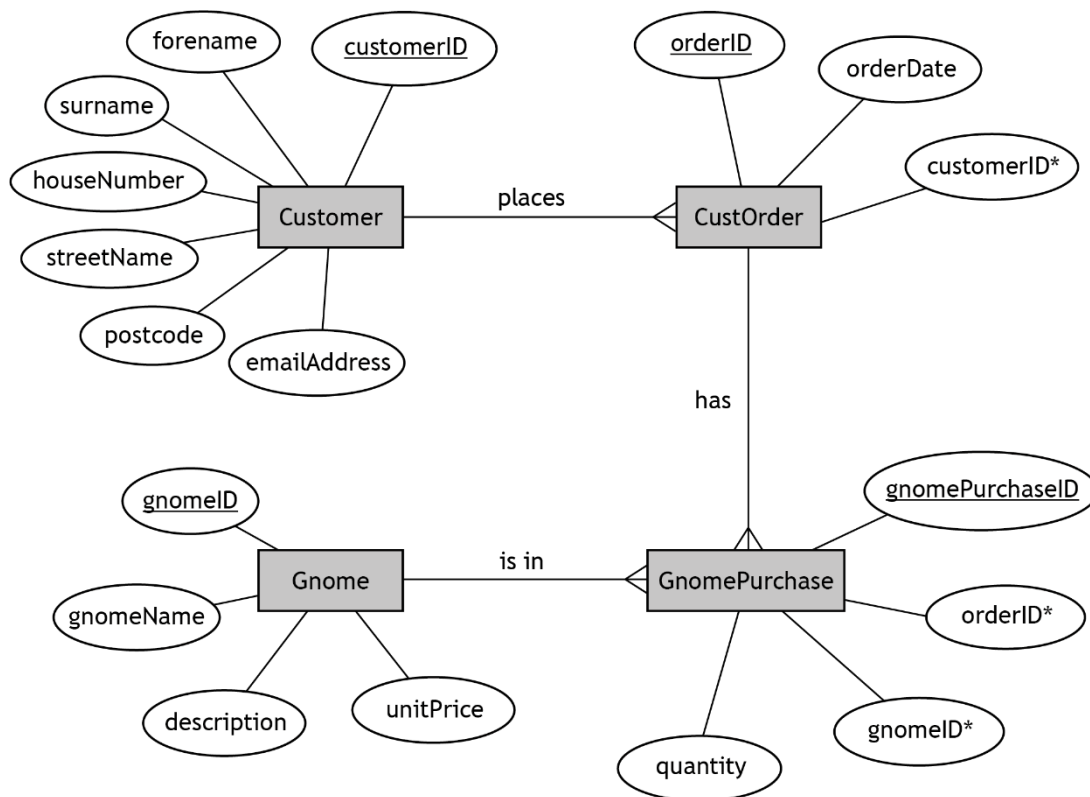 forename
customerID
orderID
orderDate
surname
customerID*
houseNumber
Customer
places
CustOrder
streetName
postcode
emailAddress
has
gnomeID
gnomePurchaseID
is in
Gnome
GnomePurchase
gnomeName
orderID*
description
unitPrice
gnomeID*
quantity